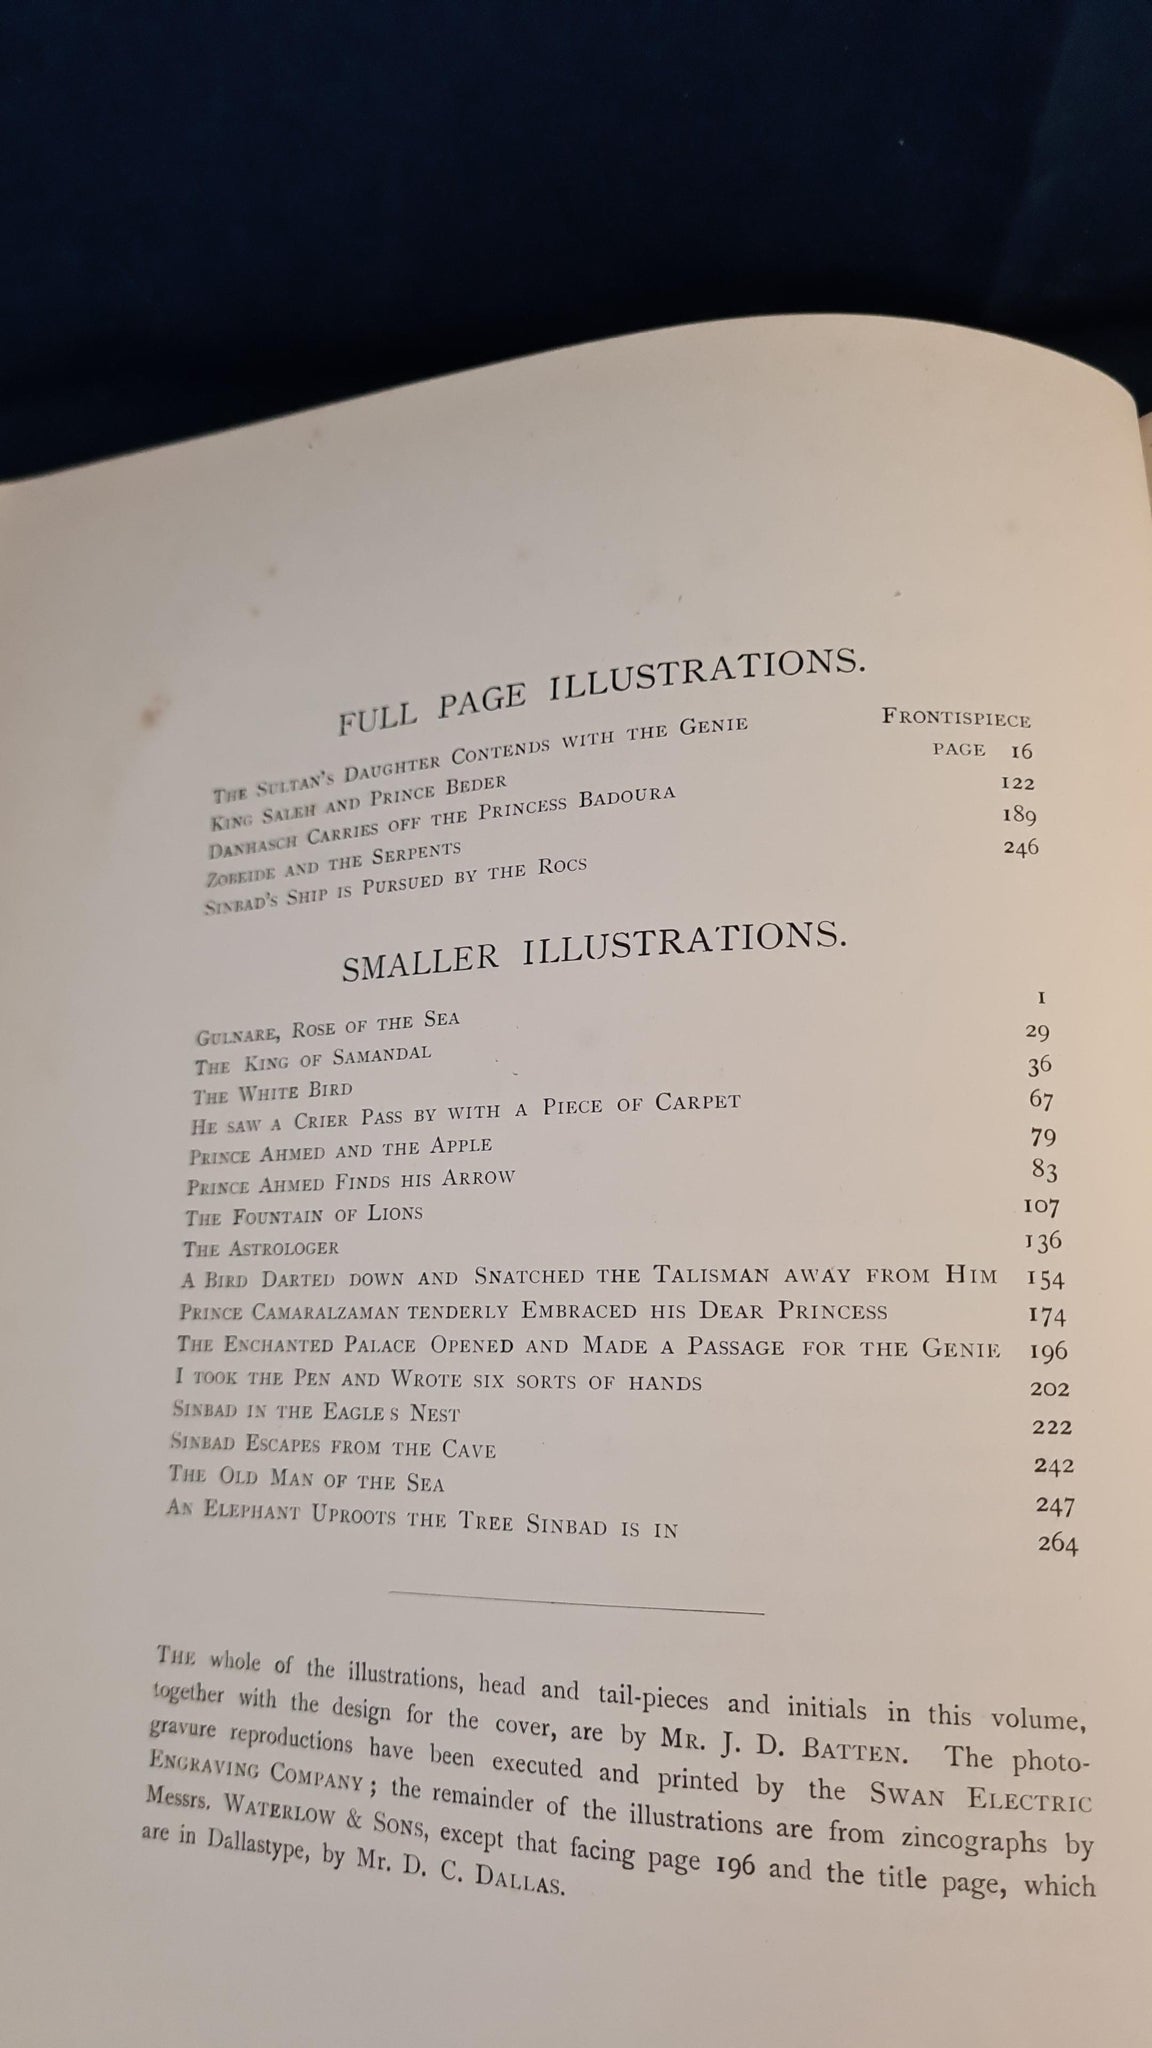 FULL PAGE ILLUSTRATIONS.
THE SULTAN'S DAUGHTER CONTENDS WITH THE GENIE FRONTISPIECE
KING SALEH AND PRINCE BEDER PAGE 16
DANHASCH CARRIES OFF THE PRINCESS BADOURA 122
ZOBEIDE AND THE SERPENTS 189
SINBAD'S SHIP IS PURSUED BY THE ROCS 246
SMALLER ILLUSTRATIONS.
GULNARE, ROSE OF THE SEA 1
THE KING OF SAMANDAL 29
THE WHITE BIRD 36
HE SAW A CRIER PASS BY WITH A PIECE OF CARPET 67
PRINCE AHMED AND THE APPLE 79
PRINCE AHMED FINDS HIS ARROW 83
THE FOUNTAIN OF LIONS 107
THE ASTROLOGER 136
A BIRD DARTED DOWN AND SNATCHED THE TALISMAN AWAY FROM HIM 154
PRINCE CAMARALZAMAN TENDERLY EMBRACED HIS DEAR PRINCESS 174
THE ENCHANTED PALACE OPENED AND MADE A PASSAGE FOR THE GENIE 196
I TOOK THE PEN AND WROTE SIX SORTS OF HANDS 202
SINBAD IN THE EAGLE S NEST 222
SINBAD ESCAPES FROM THE CAVE 242
THE OLD MAN OF THE SEA 247
AN ELEPHANT UPROOTS THE TREE SINBAD IS IN 264
THE whole of the illustrations, head and tail-pieces and initials in this volume,
together with the design for the cover, are by MR. J. D. BATTEN. The photo-
gravure reproductions have been executed and printed by the SWAN ELECTRIC
ENGRAVING COMPANY; the remainder of the illustrations are from zincographs by
Messrs. WATERLOW & SONS, except that facing page 196 and the title page, which
are in Dallastype, by Mr. D. C. DALLAS.